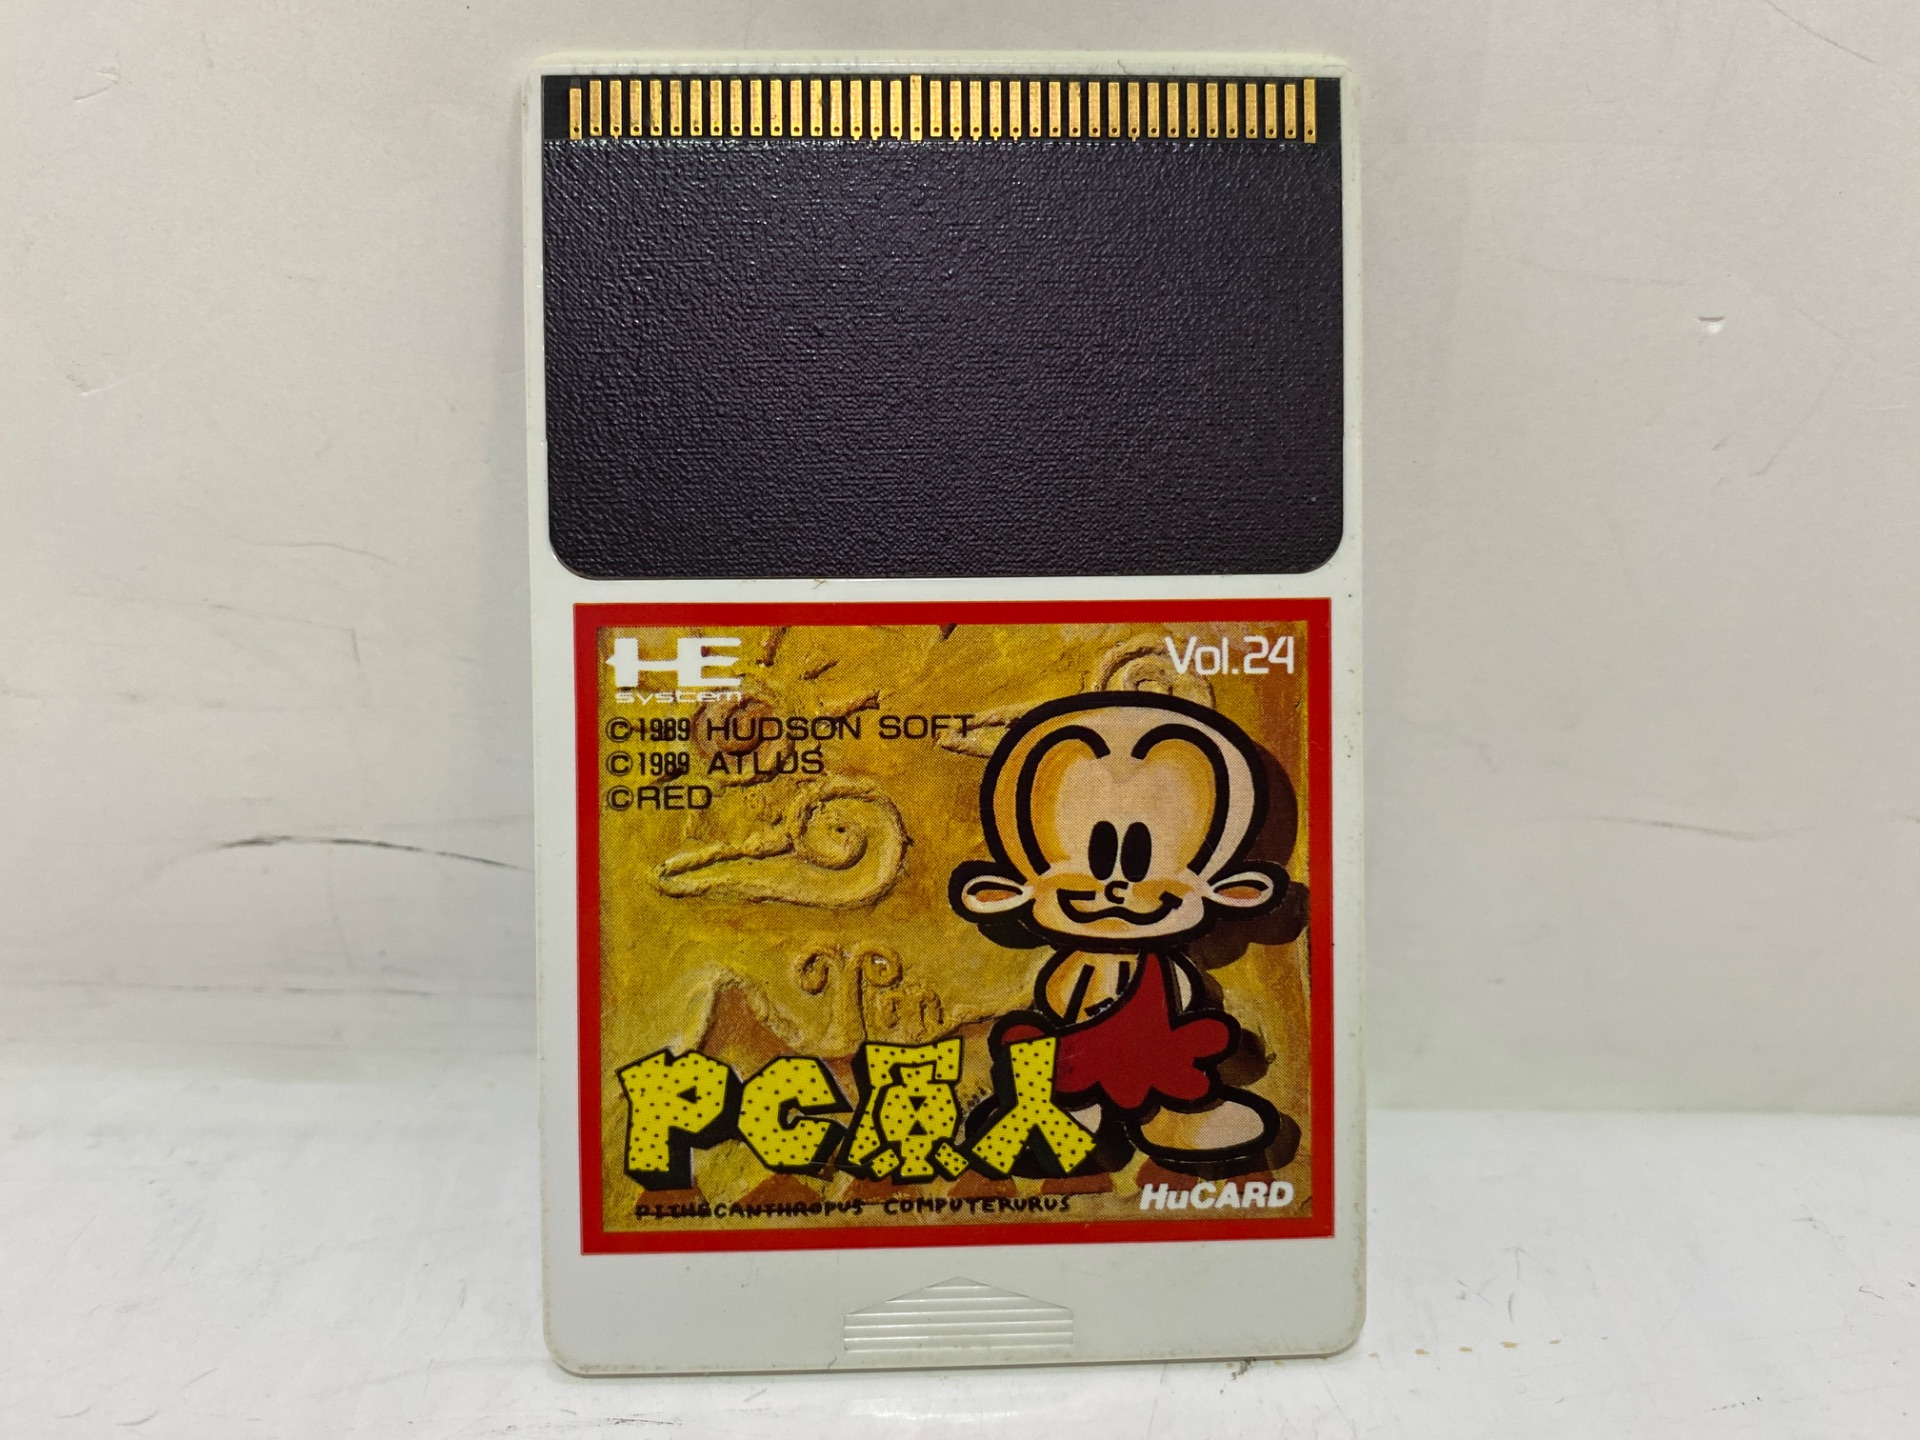 HE
system
Vol.24
©1989 HUDSON SOFT
©1989 ATLUS
©RED
PC原人
PITHECANTHROPUS COMPUTERURUS
HuCARD